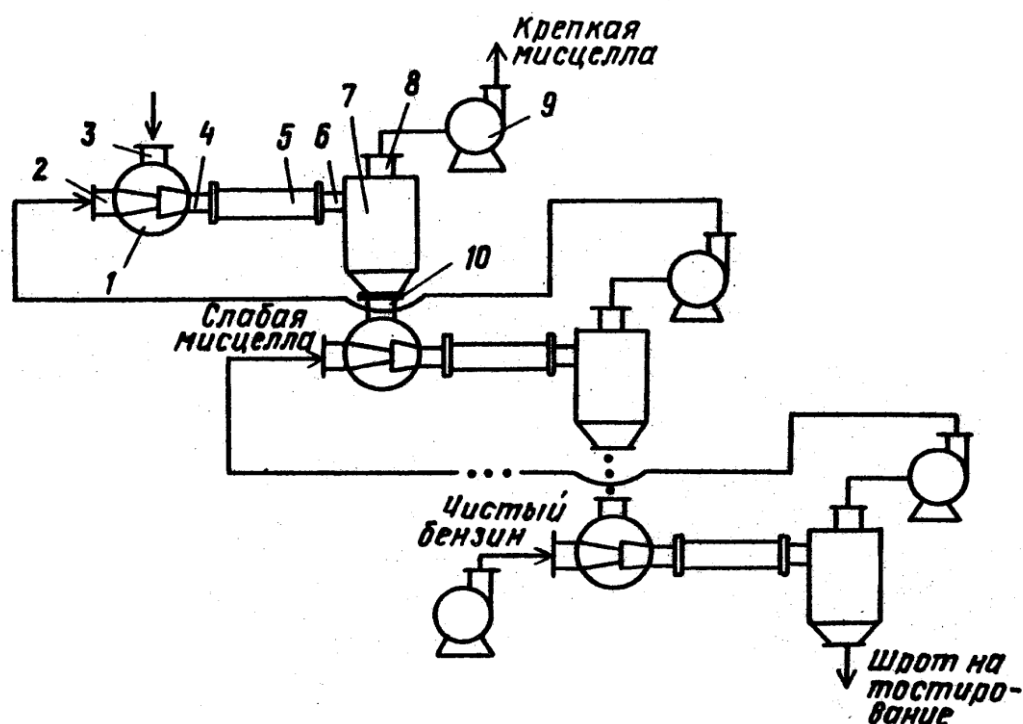 Крепкая
мисцелла
3
4
5
7
6
8
9
2
1
10
Слабая
мисцелла
Чистый
бензин
Шрот на
тостиро-
вание